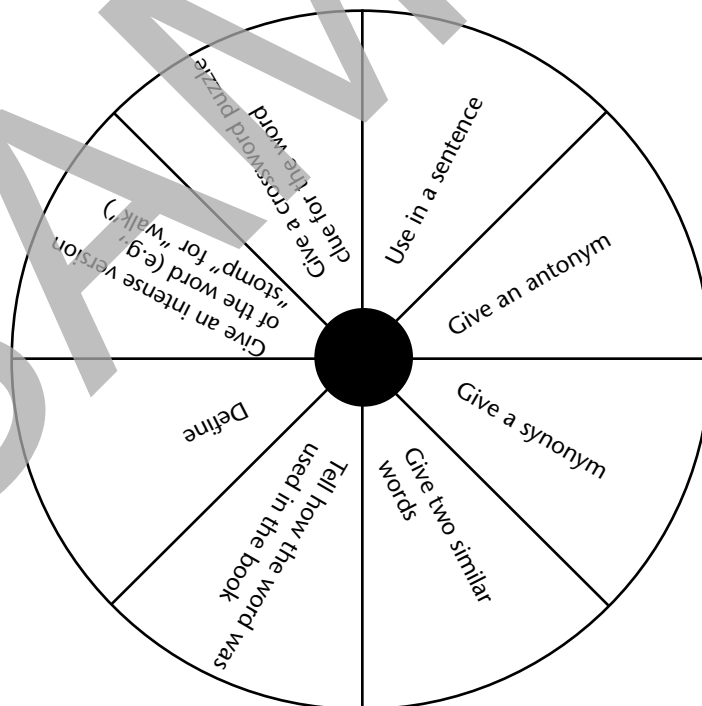 Use in a sentence
Give an antonym
Give a synonym
Give two similar
words
Tell how the word was
used in the book
Define
Give an intense version
of the word (e.g.,
“stomp” for “walk”)
Give a crossword puzzle
clue for the word